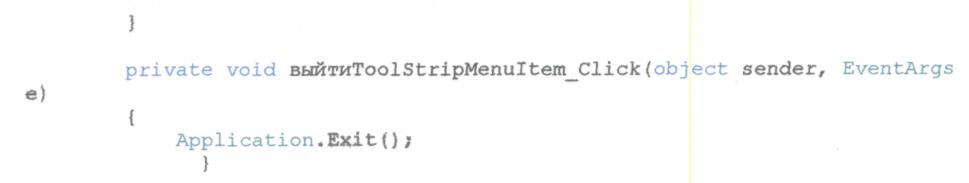 }
private void выйтиToolStripMenuItem_Click(object sender, EventArgs
e)
{
Application.Exit();
}